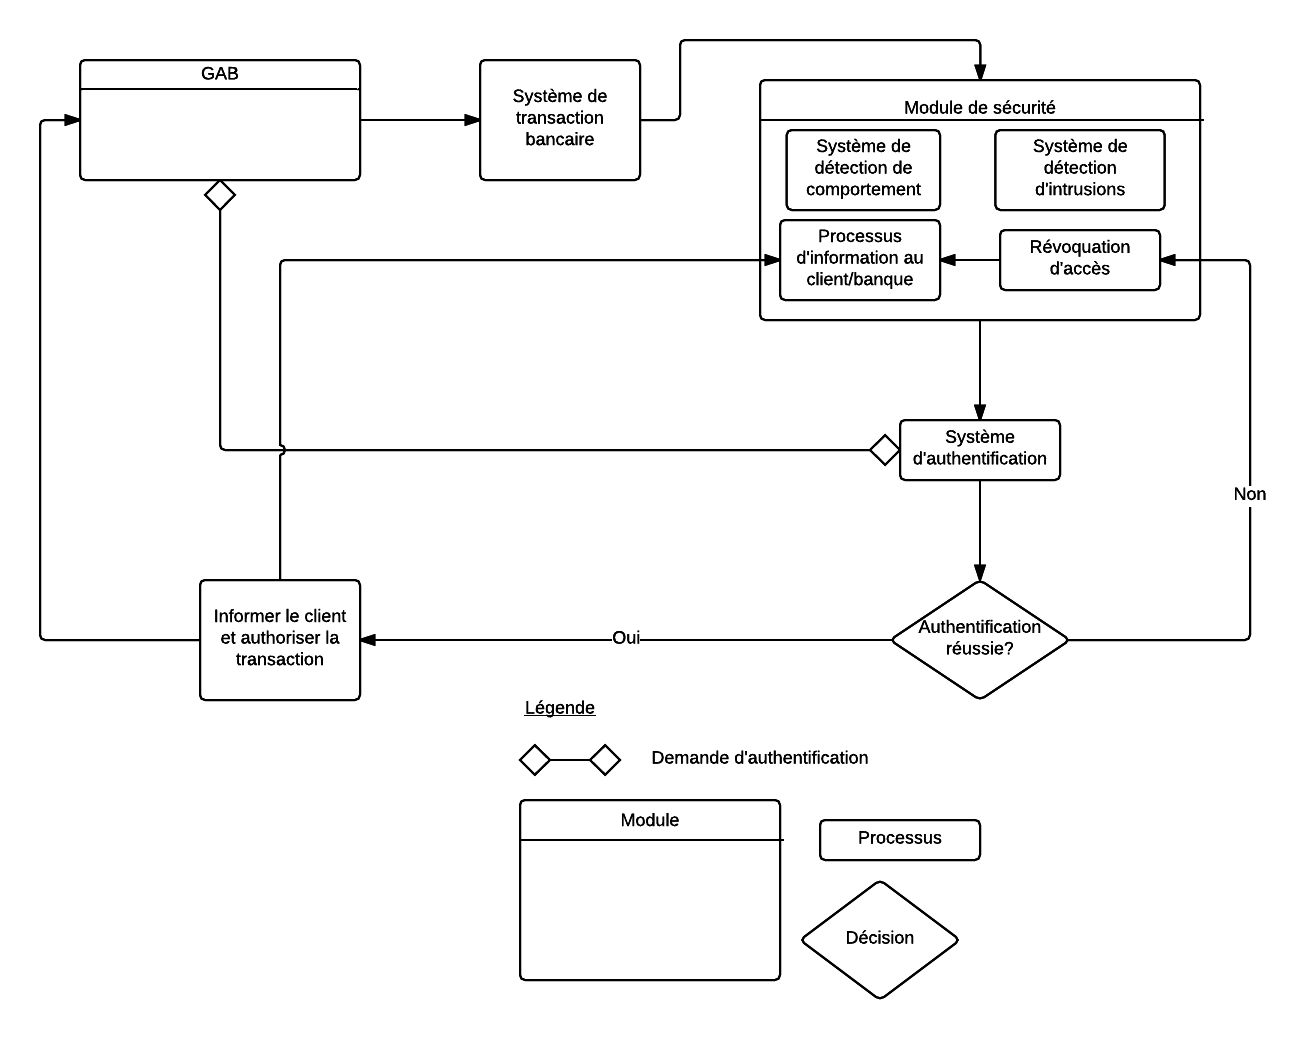 GAB
Système de
transaction
bancaire
Module de sécurité
Système de
détection de
comportement
Système de
détection
d'intrusions
Processus
d'information au
client/banque
Révoquation
d'accès
Système
d'authentification
Non
Informer le client
et authoriser la
transaction
Oui
Authentification
réussie?
Légende
Demande d'authentification
Module
Processus
Décision